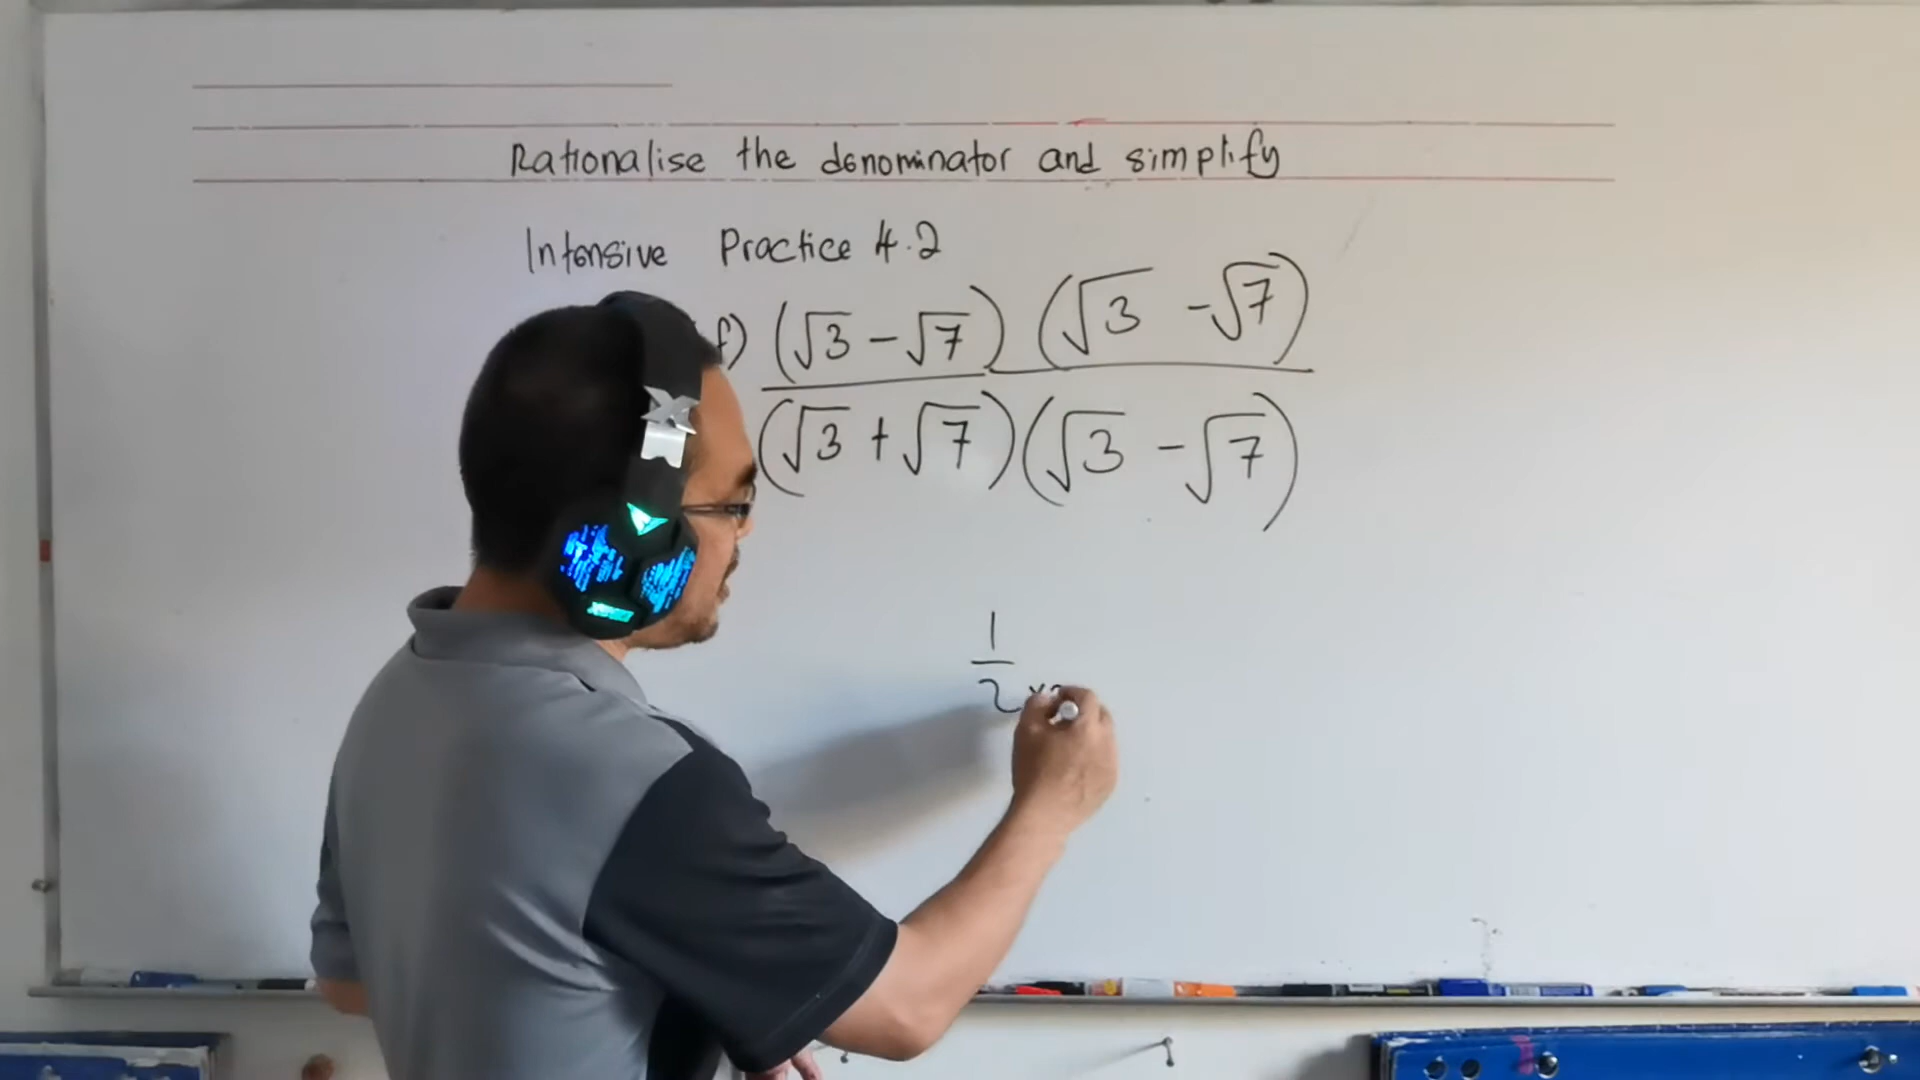 Rationalise the denominator and simplify
Intensive Practice 4.2
f) (√3 - √7) (√3 - √7)
(√3 + √7)(√3 - √7)
1
2 ×